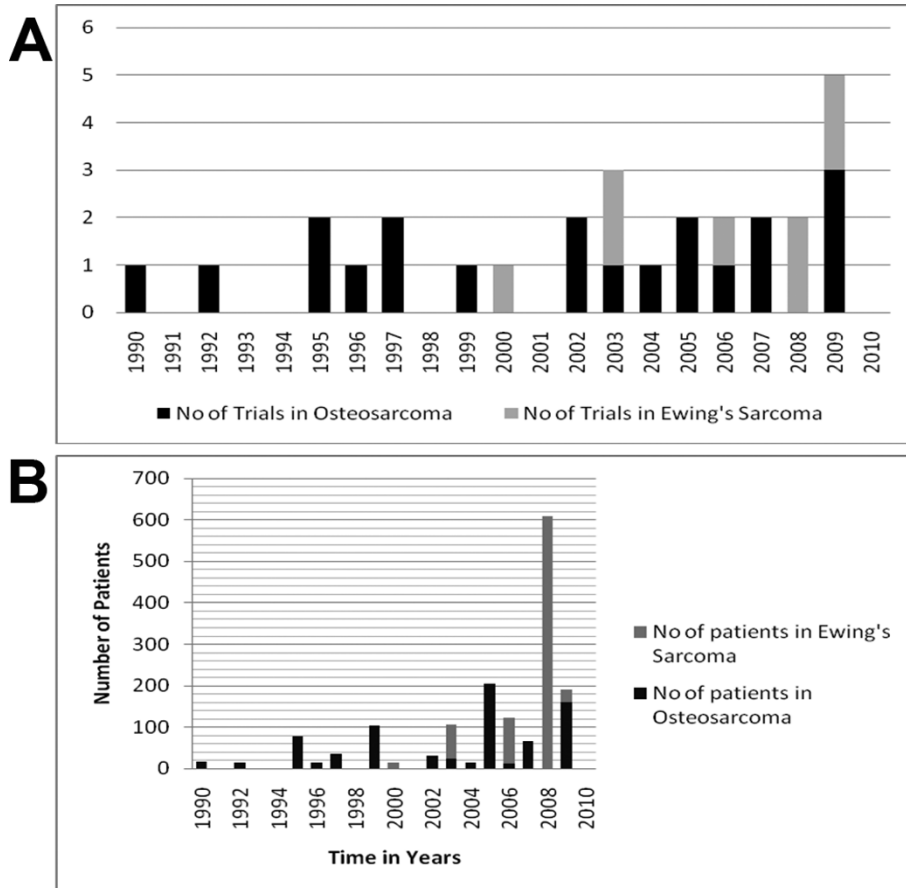 A
6
5
4
3
2
1
0
1990 1991 1992 1993 1994 1995 1996 1997 1998 1999 2000 2001 2002 2003 2004 2005 2006 2007 2008 2009 2010
No of Trials in Osteosarcoma No of Trials in Ewing's Sarcoma
B
700
600
500
400
300
200
100
0
Number of Patients
1990 1992 1994 1996 1998 2000 2002 2004 2006 2008 2010
Time in Years
No of patients in Ewing's
Sarcoma
No of patients in
Osteosarcoma